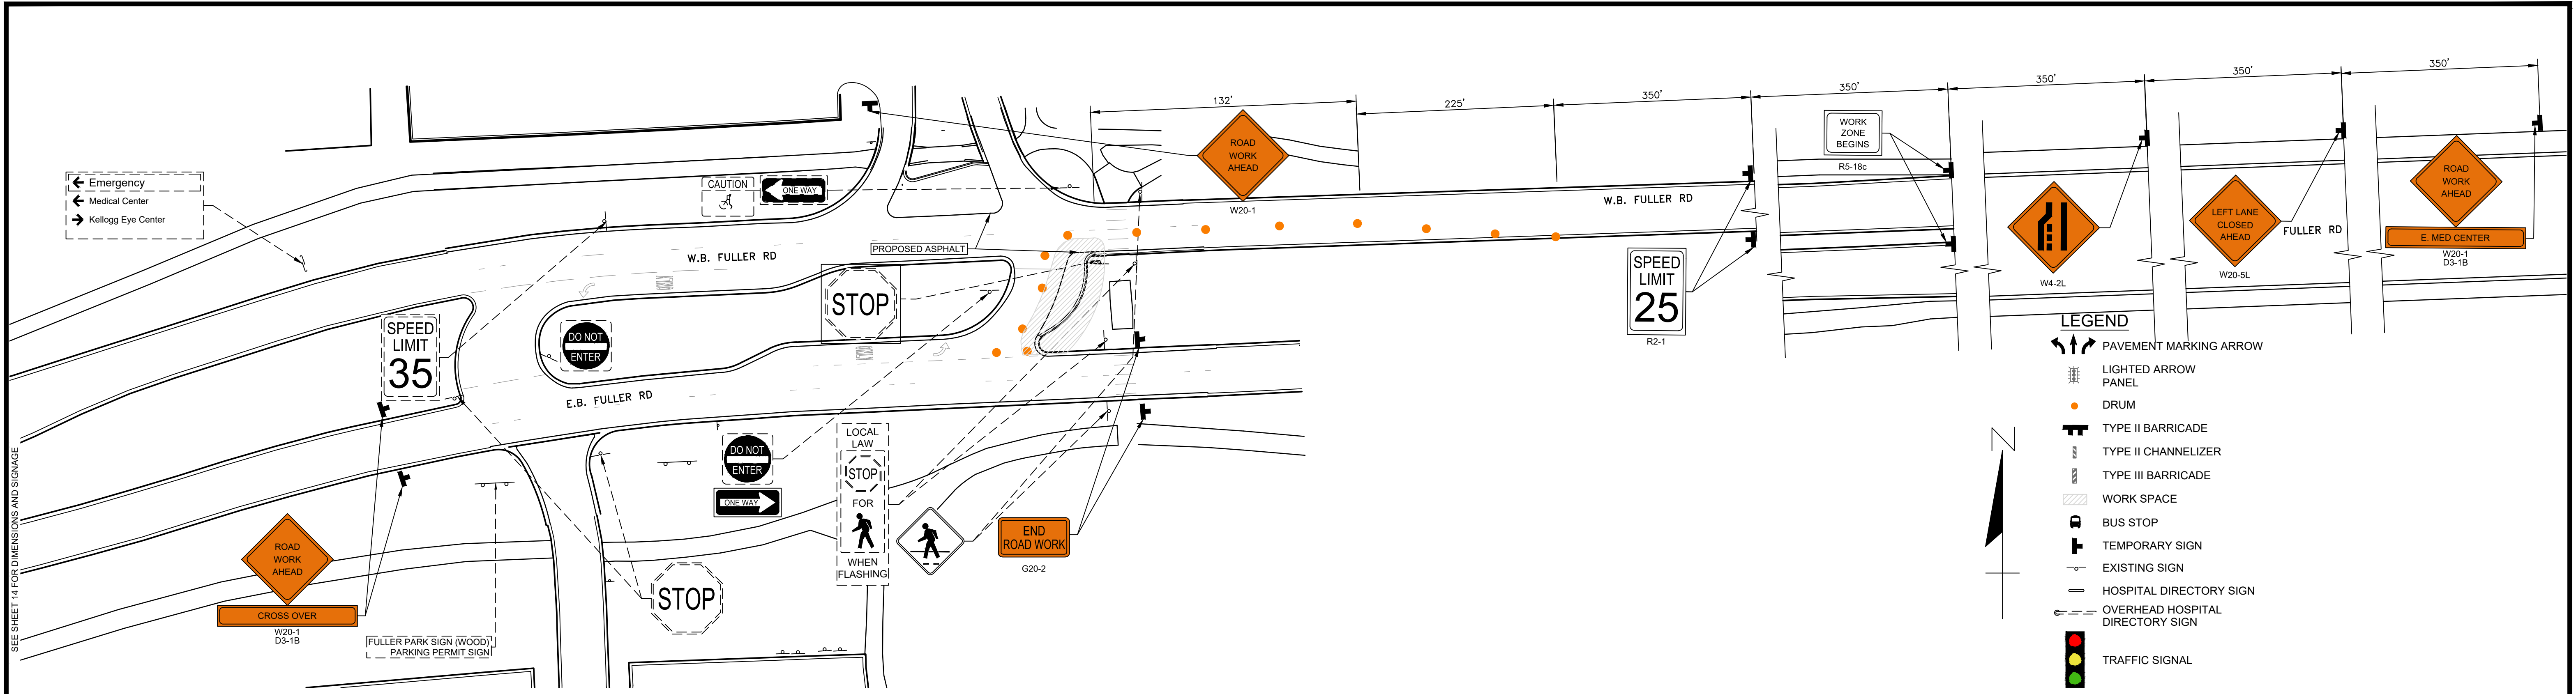 132'
225'
350'
350'
350'
350'
350'
Emergency
Medical Center
Kellogg Eye Center
CAUTION
ONE WAY
ROAD
WORK
AHEAD
W20-1
PROPOSED ASPHALT
W.B. FULLER RD
W.B. FULLER RD
WORK
ZONE
BEGINS
R5-18c
SPEED
LIMIT
25
R2-1
W4-2L
LEFT LANE
CLOSED
AHEAD
W20-5L
FULLER RD
ROAD
WORK
AHEAD
E. MED CENTER
W20-1
D3-1B
STOP
DO NOT
ENTER
SPEED
LIMIT
35
E.B. FULLER RD
DO NOT
ENTER
ONE WAY
LOCAL
LAW
STOP
FOR
WHEN
FLASHING
END
ROAD WORK
G20-2
ROAD
WORK
AHEAD
CROSS OVER
W20-1
D3-1B
FULLER PARK SIGN (WOOD)
PARKING PERMIT SIGN
STOP
SEE SHEET 14 FOR DIMENSIONS AND SIGNAGE
N
LEGEND
PAVEMENT MARKING ARROW
LIGHTED ARROW
PANEL
DRUM
TYPE II BARRICADE
TYPE II CHANNELIZER
TYPE III BARRICADE
WORK SPACE
BUS STOP
TEMPORARY SIGN
EXISTING SIGN
HOSPITAL DIRECTORY SIGN
OVERHEAD HOSPITAL
DIRECTORY SIGN
TRAFFIC SIGNAL